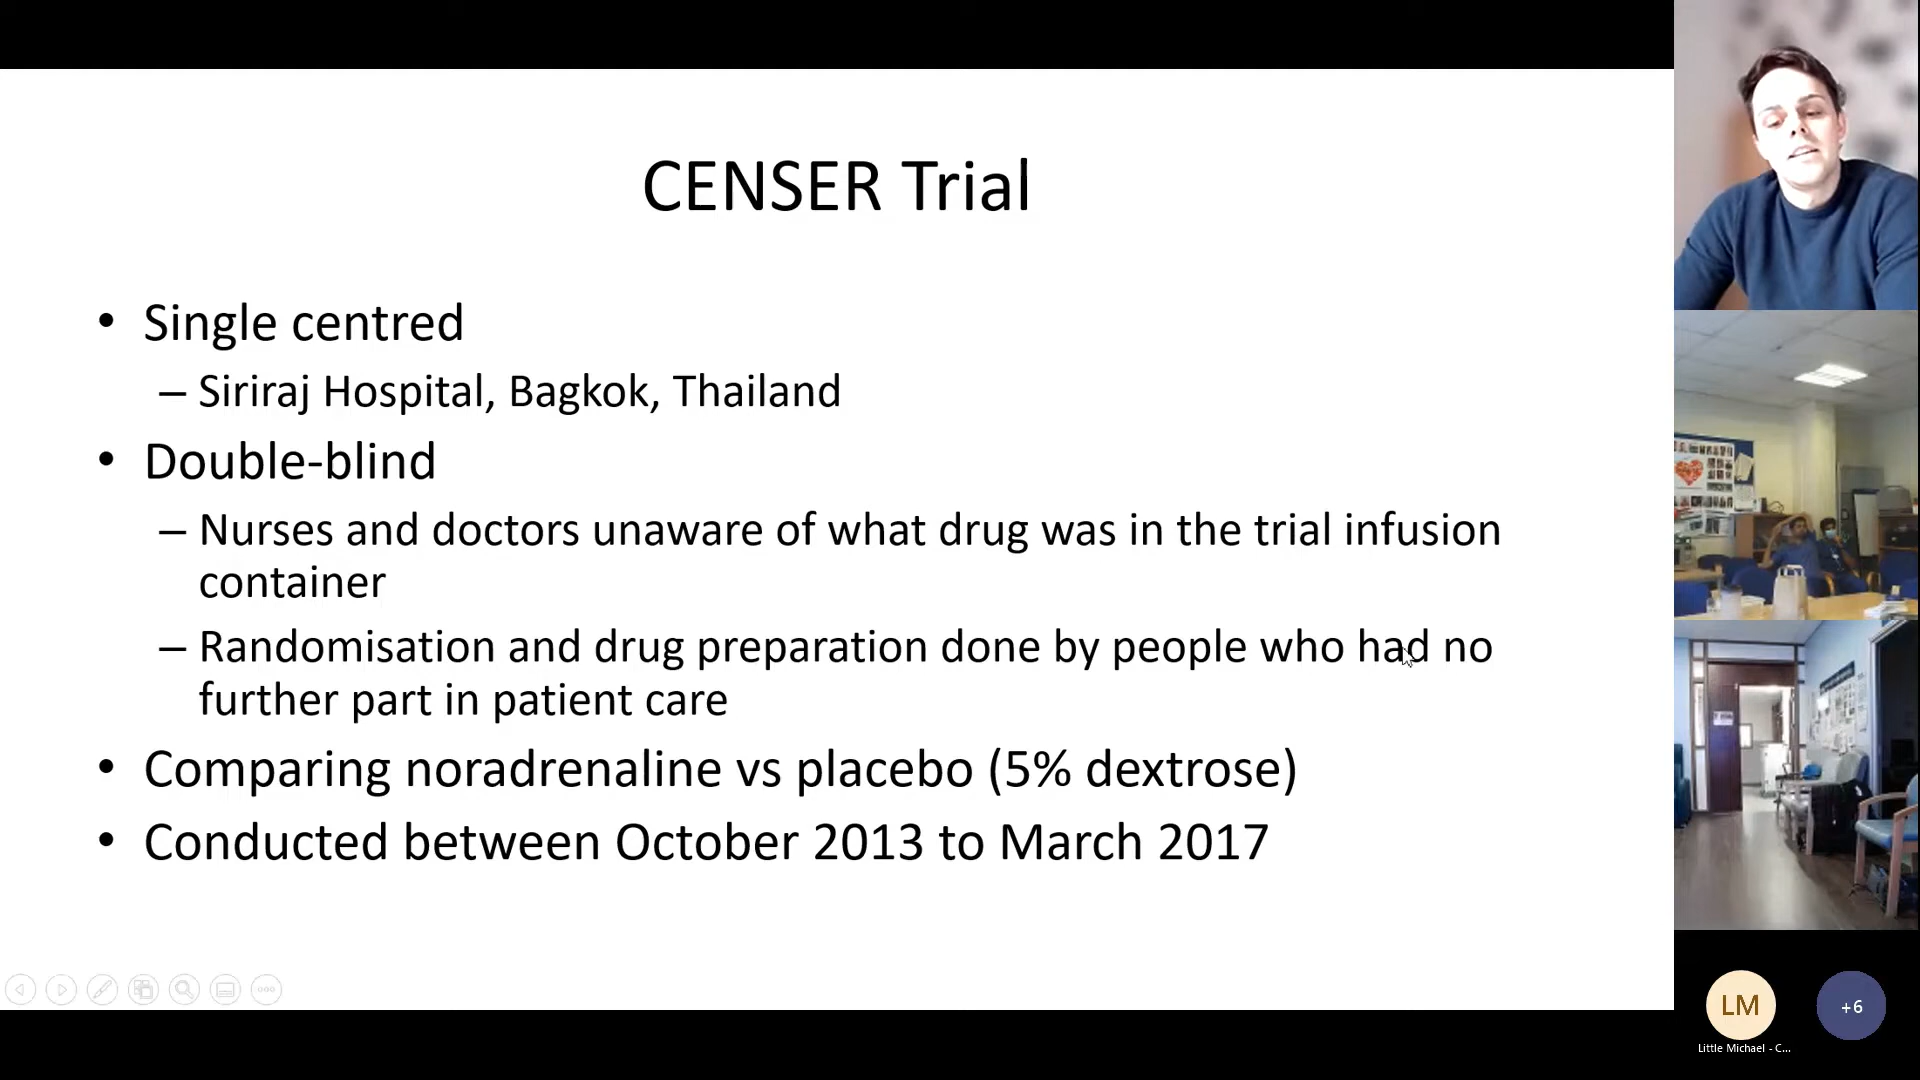 CENSER Trial
• Single centred
– Siriraj Hospital, Bagkok, Thailand
• Double-blind
– Nurses and doctors unaware of what drug was in the trial infusion
container
– Randomisation and drug preparation done by people who had no
further part in patient care
• Comparing noradrenaline vs placebo (5% dextrose)
• Conducted between October 2013 to March 2017
LM
+6
Little Michael - C...